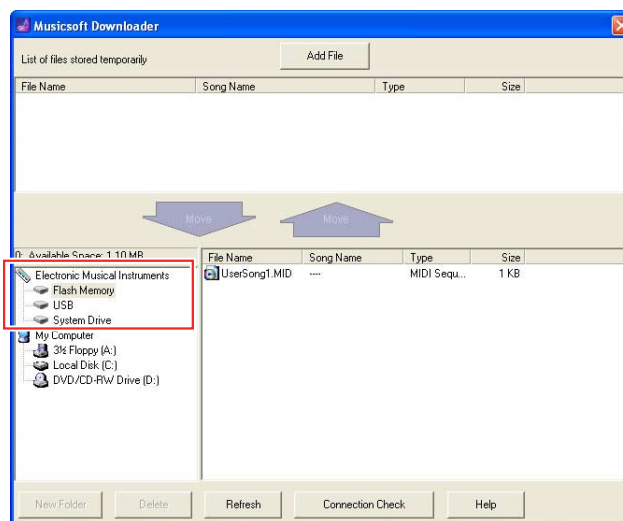 Musicsoft Downloader
List of files stored temporarily
Add File
File Name Song Name Type Size
Move Move
0: Available Space: 1.10 MB
File Name Song Name Type Size
Electronic Musical Instruments
UserSong1.MID ---- MIDI Sequ... 1 KB
Flash Memory
USB
System Drive
My Computer
3½ Floppy (A:)
Local Disk (C:)
DVD/CD-RW Drive (D:)
New Folder Delete Refresh Connection Check Help